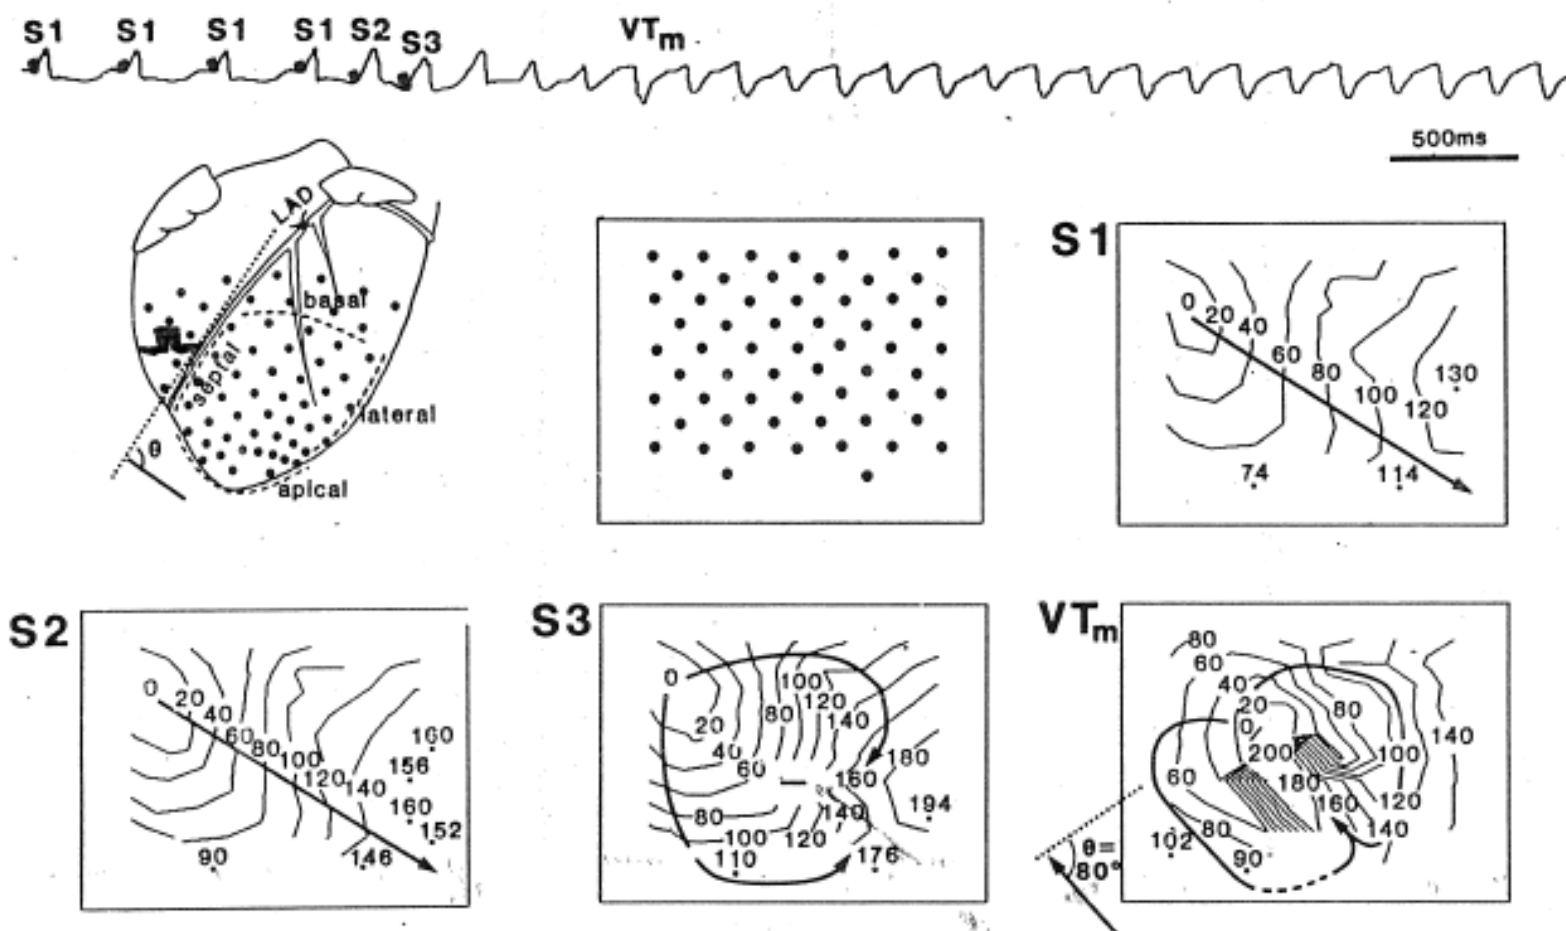 S1 S1 S1 S1 S2 S3 VTm
500ms
LAD
basal
septal
lateral
θ
apical
S1
0 20 40 60 80 100 120 130
74 114
S2
0 20 40 60 80 100 120 140
160
156
160
152
90 146
S3
0
100
120
20 80 140
40 60 160 180
194
80 140
100 120
110 176
VTm
80
60
40
20 80
0 140
200 100
60 180
160 120
80 140
102 90
θ=
80°